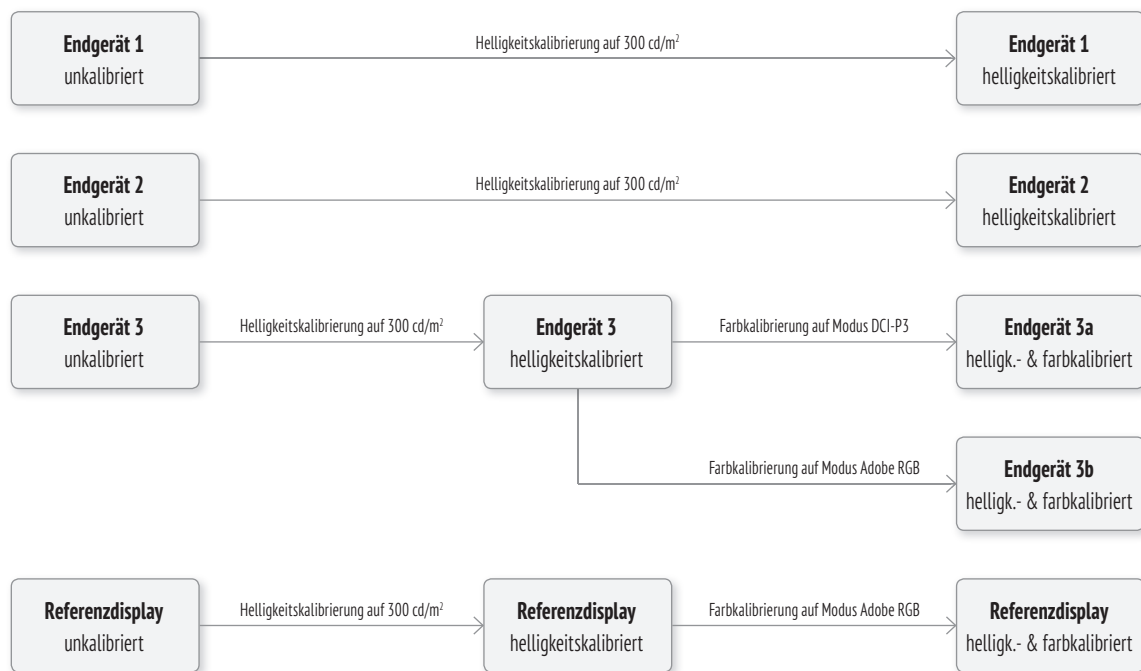 Endgerät 1
unkalibriert
Helligkeitskalibrierung auf 300 cd/m²
Endgerät 1
helligkeitskalibriert
Endgerät 2
unkalibriert
Helligkeitskalibrierung auf 300 cd/m²
Endgerät 2
helligkeitskalibriert
Endgerät 3
unkalibriert
Helligkeitskalibrierung auf 300 cd/m²
Endgerät 3
helligkeitskalibriert
Farbkalibrierung auf Modus DCI-P3
Endgerät 3a
helligk.- & farbkalibriert
Farbkalibrierung auf Modus Adobe RGB
Endgerät 3b
helligk.- & farbkalibriert
Referenzdisplay
unkalibriert
Helligkeitskalibrierung auf 300 cd/m²
Referenzdisplay
helligkeitskalibriert
Farbkalibrierung auf Modus Adobe RGB
Referenzdisplay
helligk.- & farbkalibriert